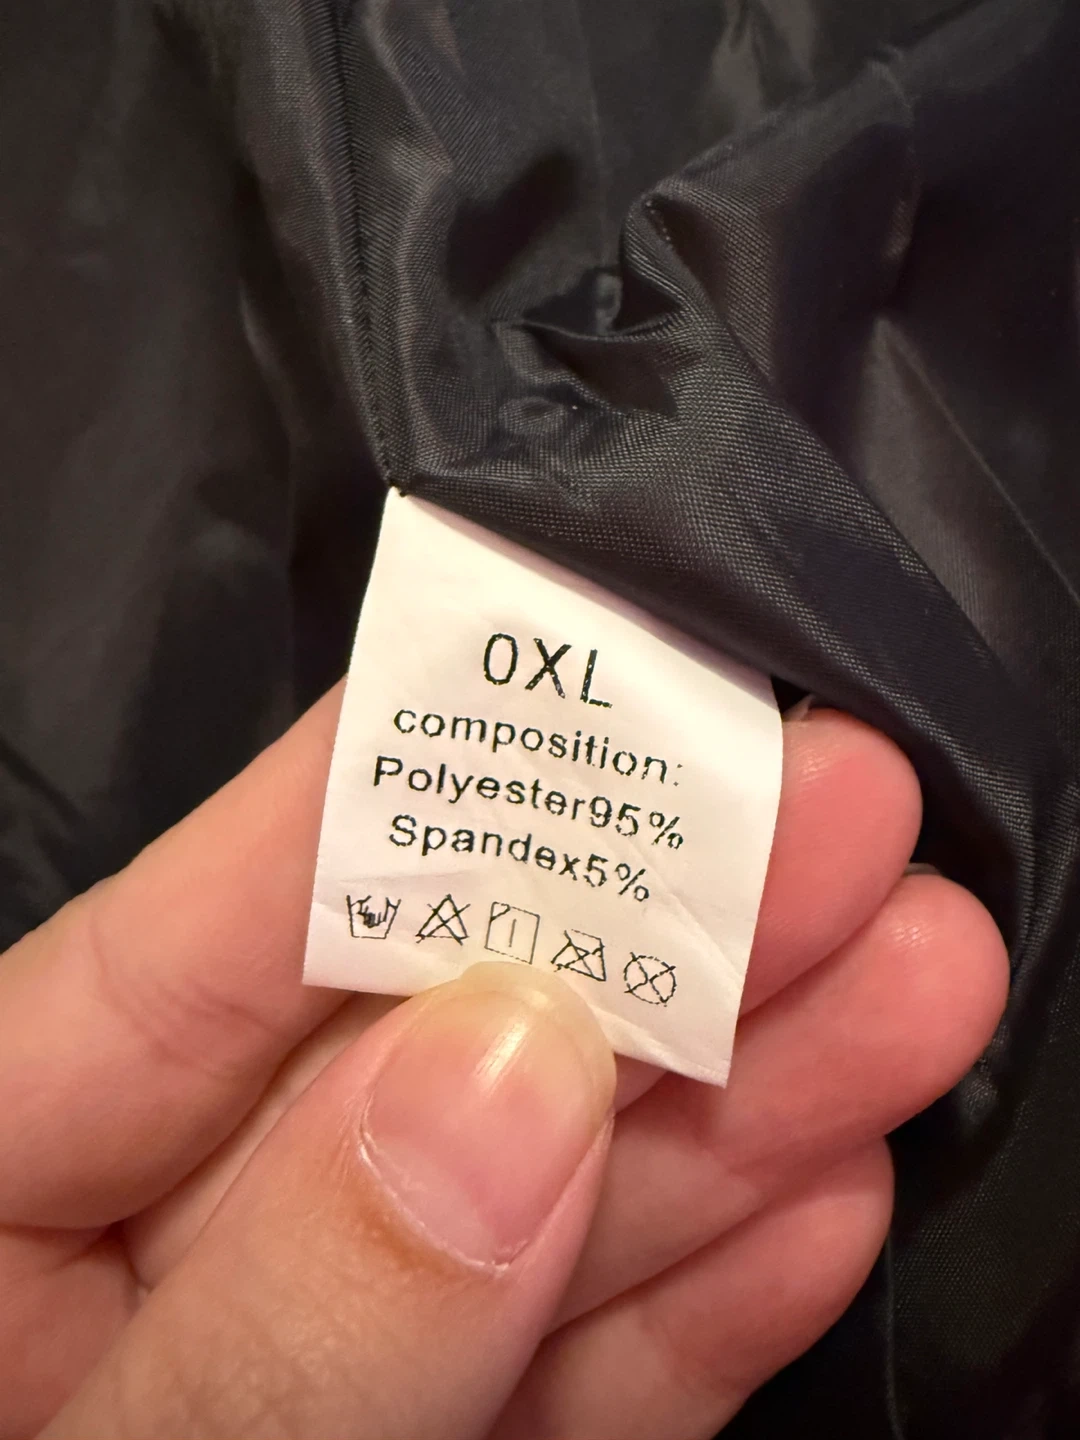 0XL
composition:
Polyester95%
Spandex5%